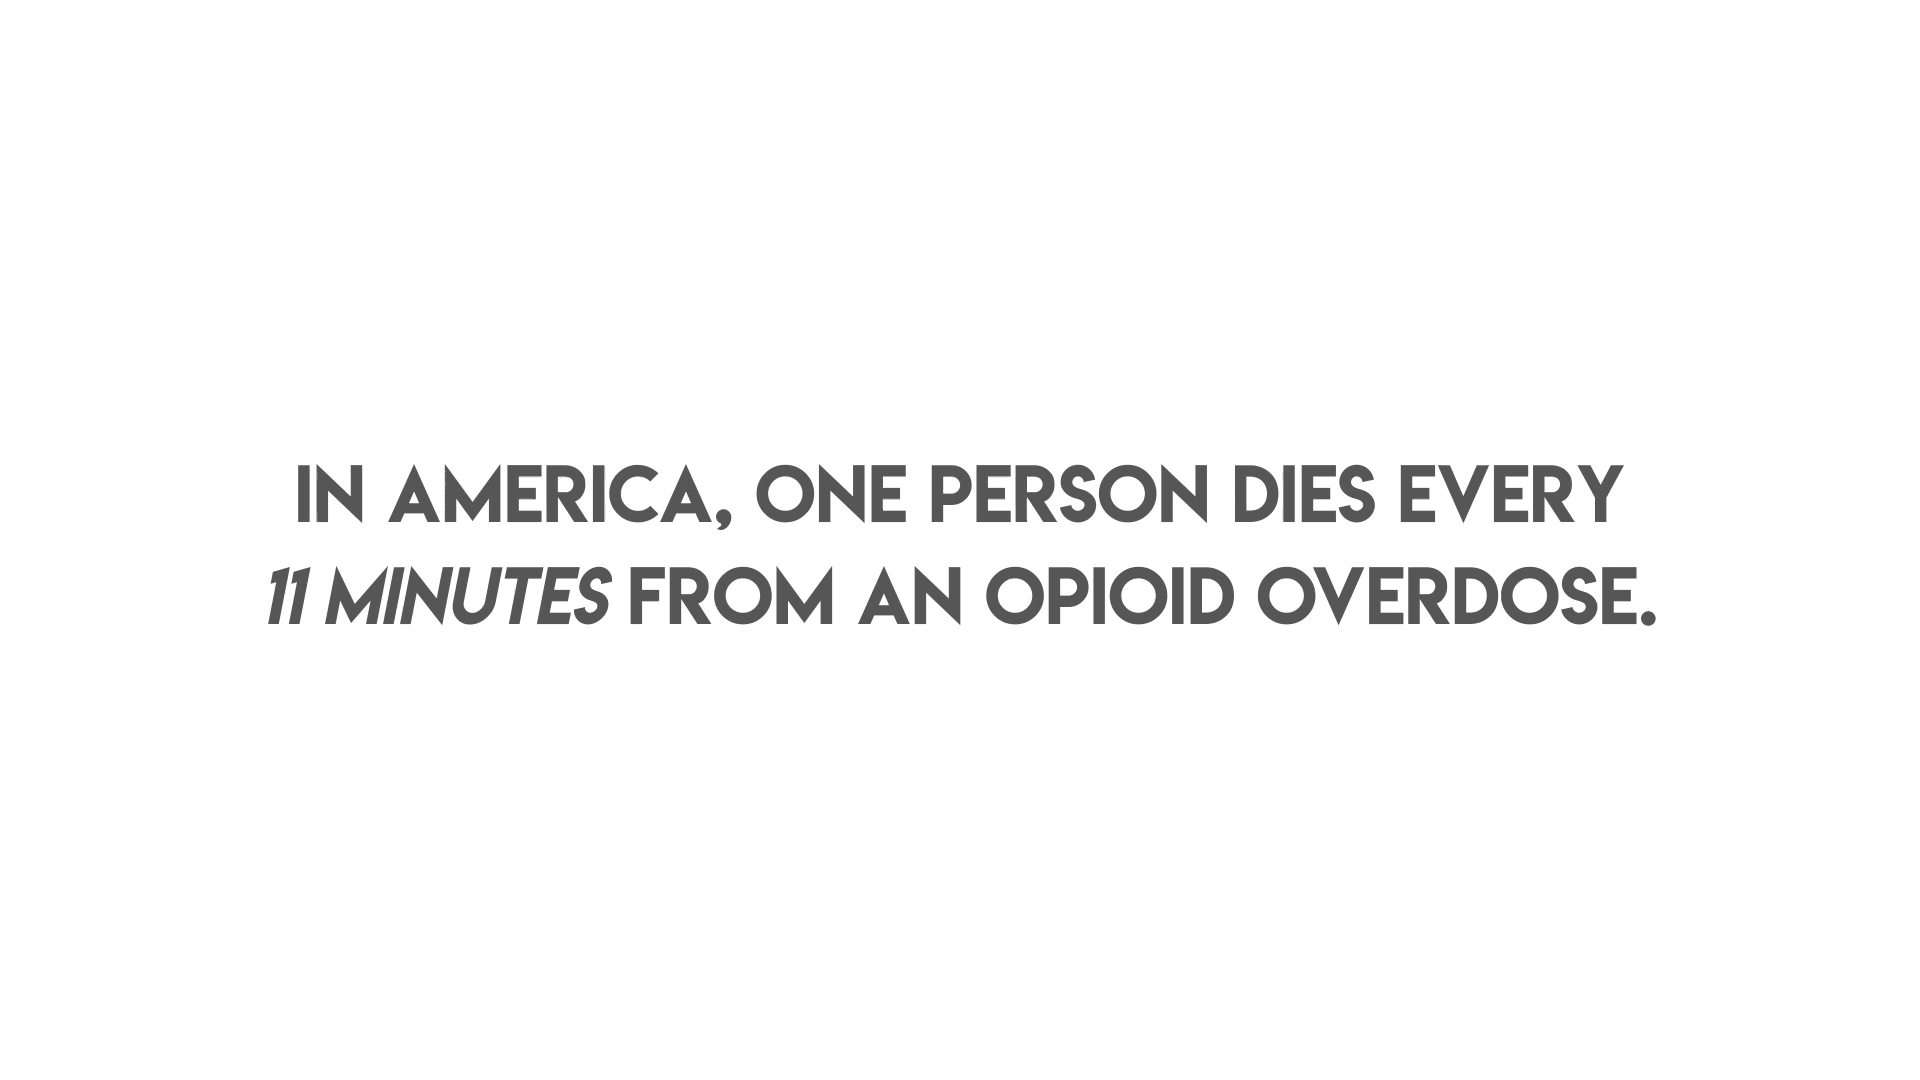 IN AMERICA, ONE PERSON DIES EVERY
11 MINUTES FROM AN OPIOID OVERDOSE.